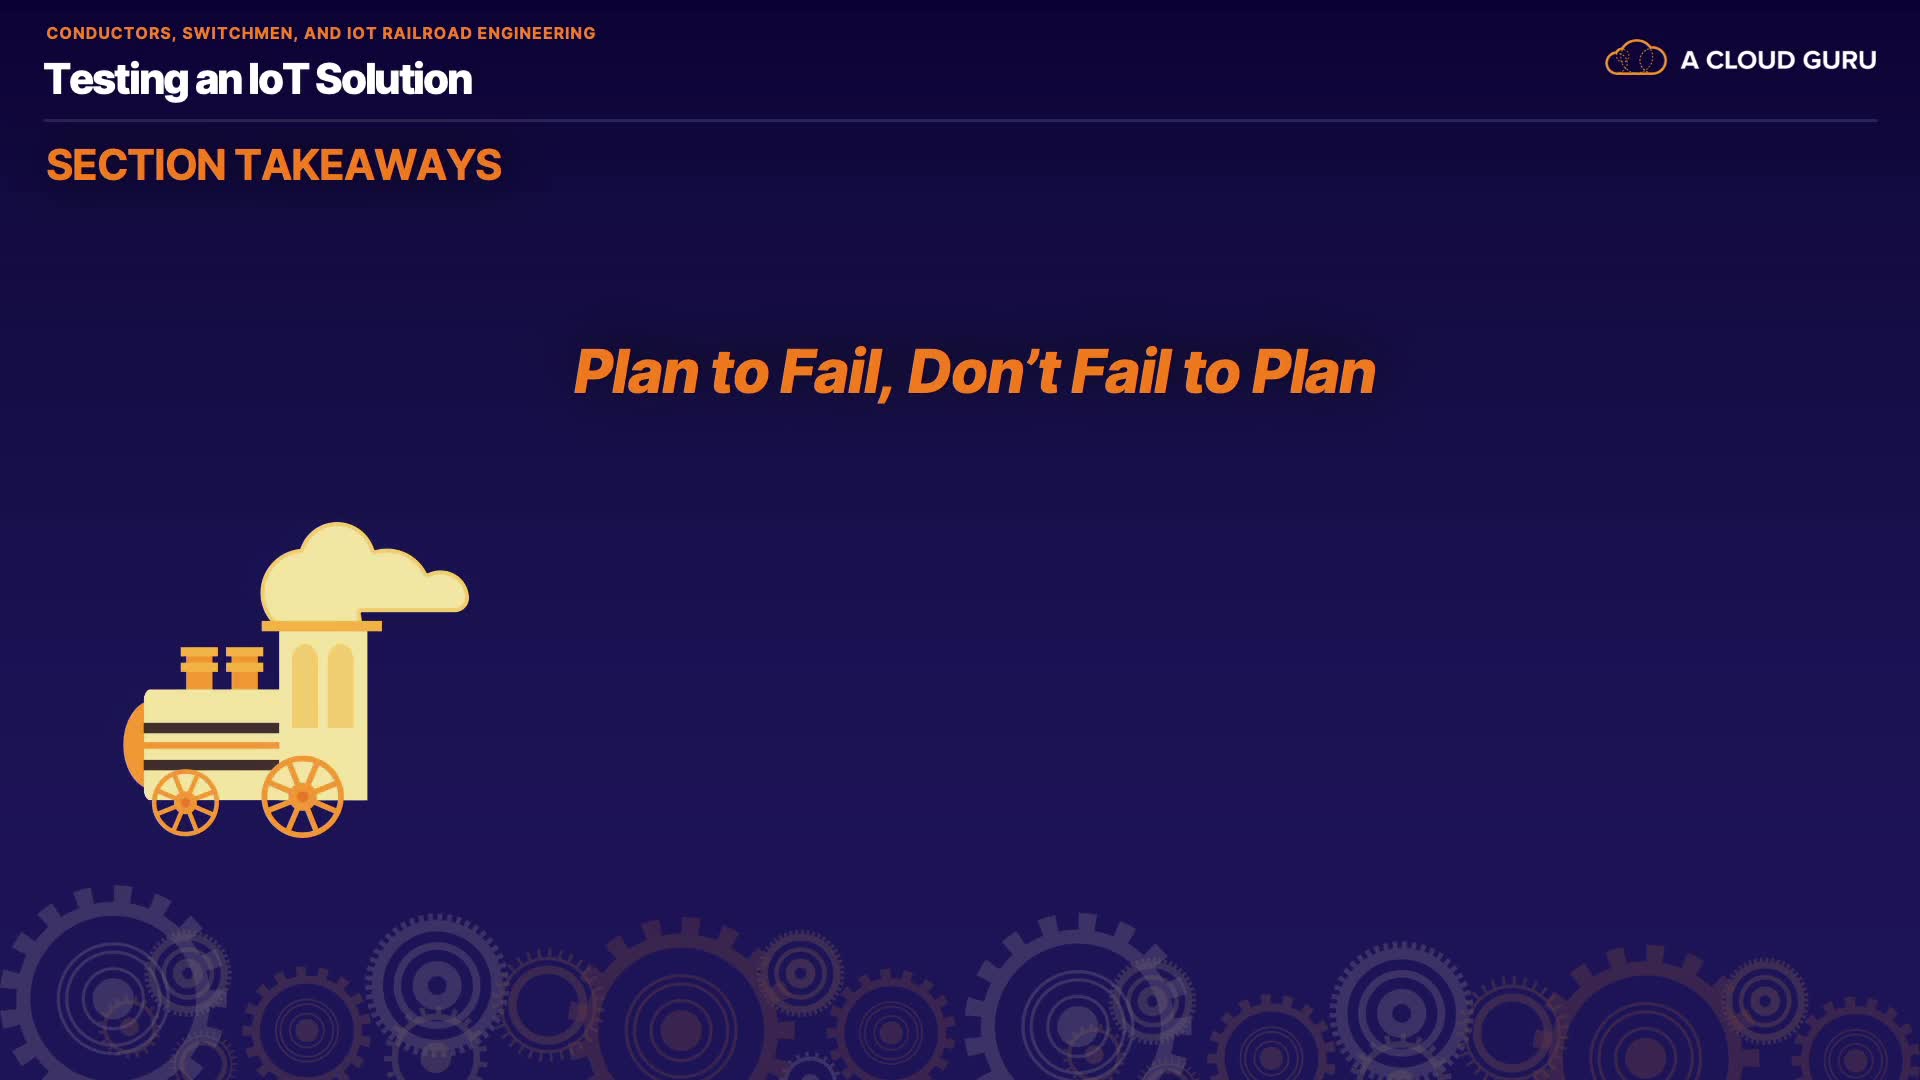 CONDUCTORS, SWITCHMEN, AND IOT RAILROAD ENGINEERING
Testing an IoT Solution
A CLOUD GURU
SECTION TAKEAWAYS
Plan to Fail, Don’t Fail to Plan